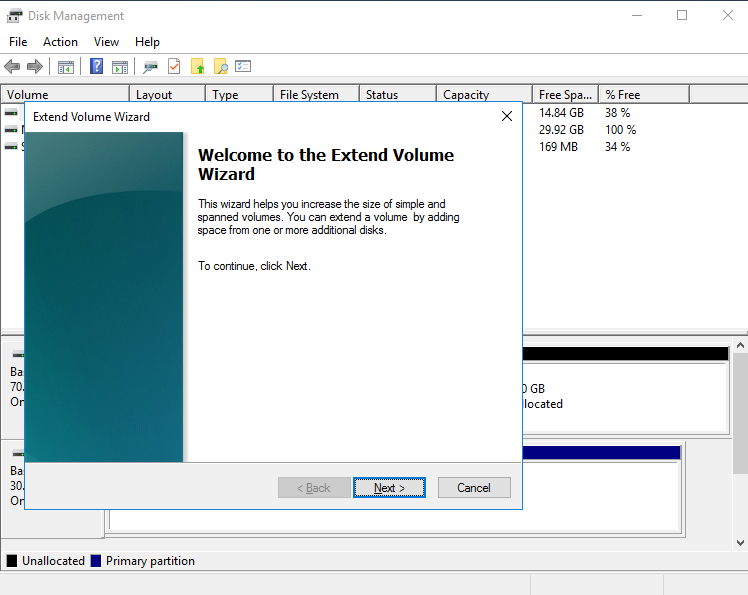 Disk Management
File Action View Help
Volume Layout Type File System Status Capacity Free Spa... % Free
14.84 GB 38 %
29.92 GB 100 %
169 MB 34 %
Extend Volume Wizard
Welcome to the Extend Volume
Wizard
This wizard helps you increase the size of simple and
spanned volumes. You can extend a volume by adding
space from one or more additional disks.
To continue, click Next.
< Back Next > Cancel
Ba
70.
On
0 GB
located
Ba
30.
On
Unallocated Primary partition